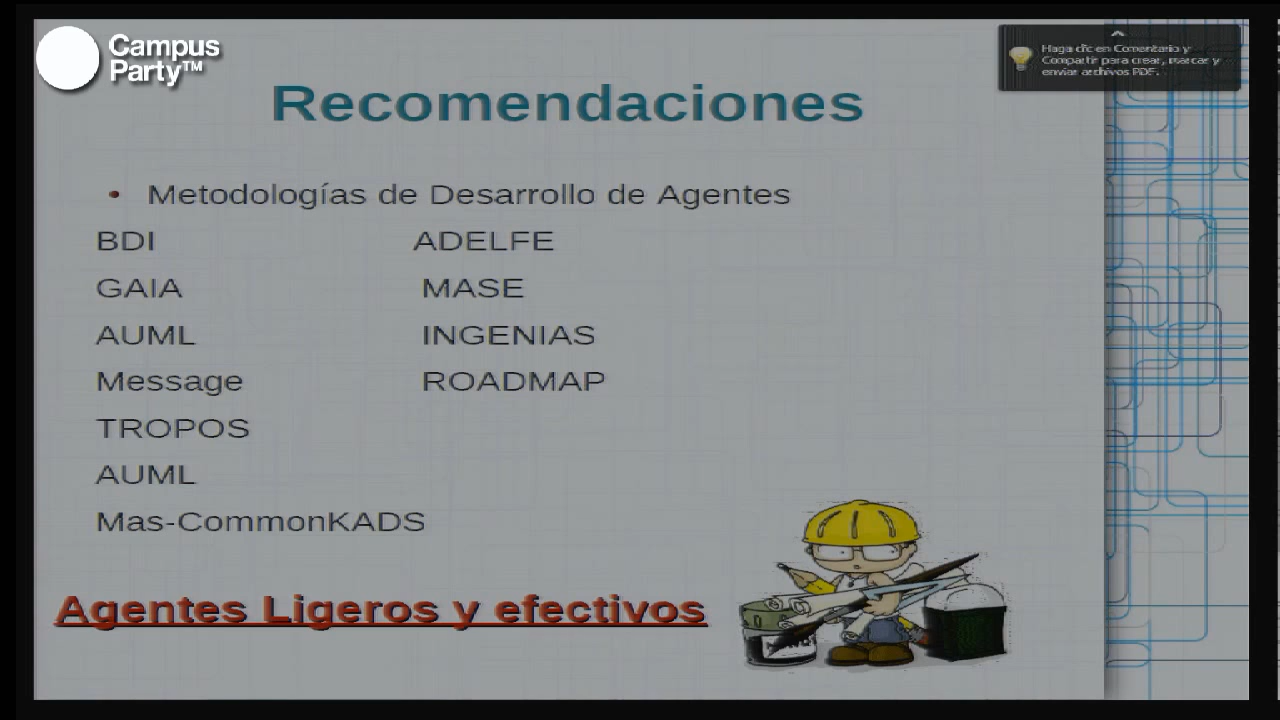 Campus
Party™
Haga clic en Comentario y
Compartir para crear, marcar y
enviar archivos PDF.
Recomendaciones
• Metodologías de Desarrollo de Agentes
BDI ADELFE
GAIA MASE
AUML INGENIAS
Message ROADMAP
TROPOS
AUML
Mas-CommonKADS
Agentes Ligeros y efectivos